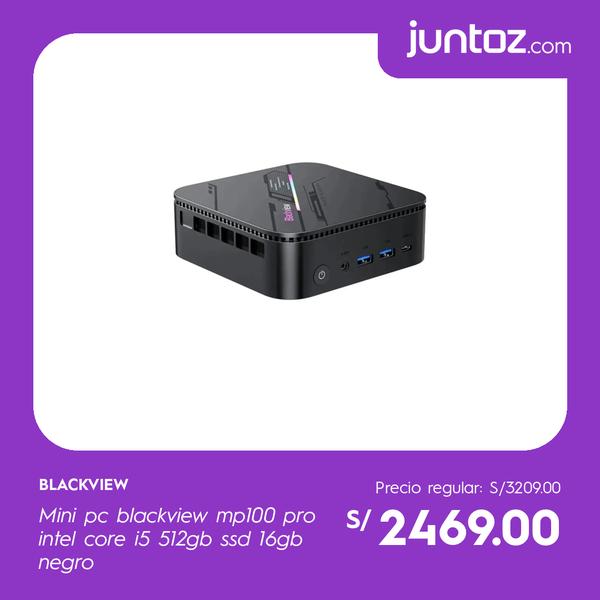 juntoz.com
Blackview
BLACKVIEW
Mini pc blackview mp100 pro
intel core i5 512gb ssd 16gb
negro
Precio regular: S/3209.00
S/ 2469.00